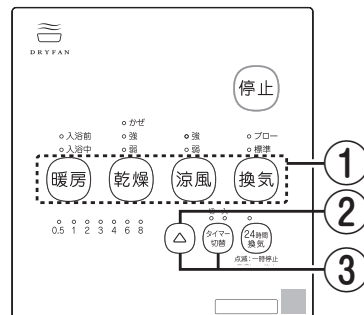 DRYFAN
停止
かぜ
入浴前 強 強 ブロー
入浴中 弱 弱 標準
暖房 乾燥 涼風 換気
1
2
3
0.5 1 2 3 4 6 8
△ タイマー切替 24時間換気
点滅:一時停止